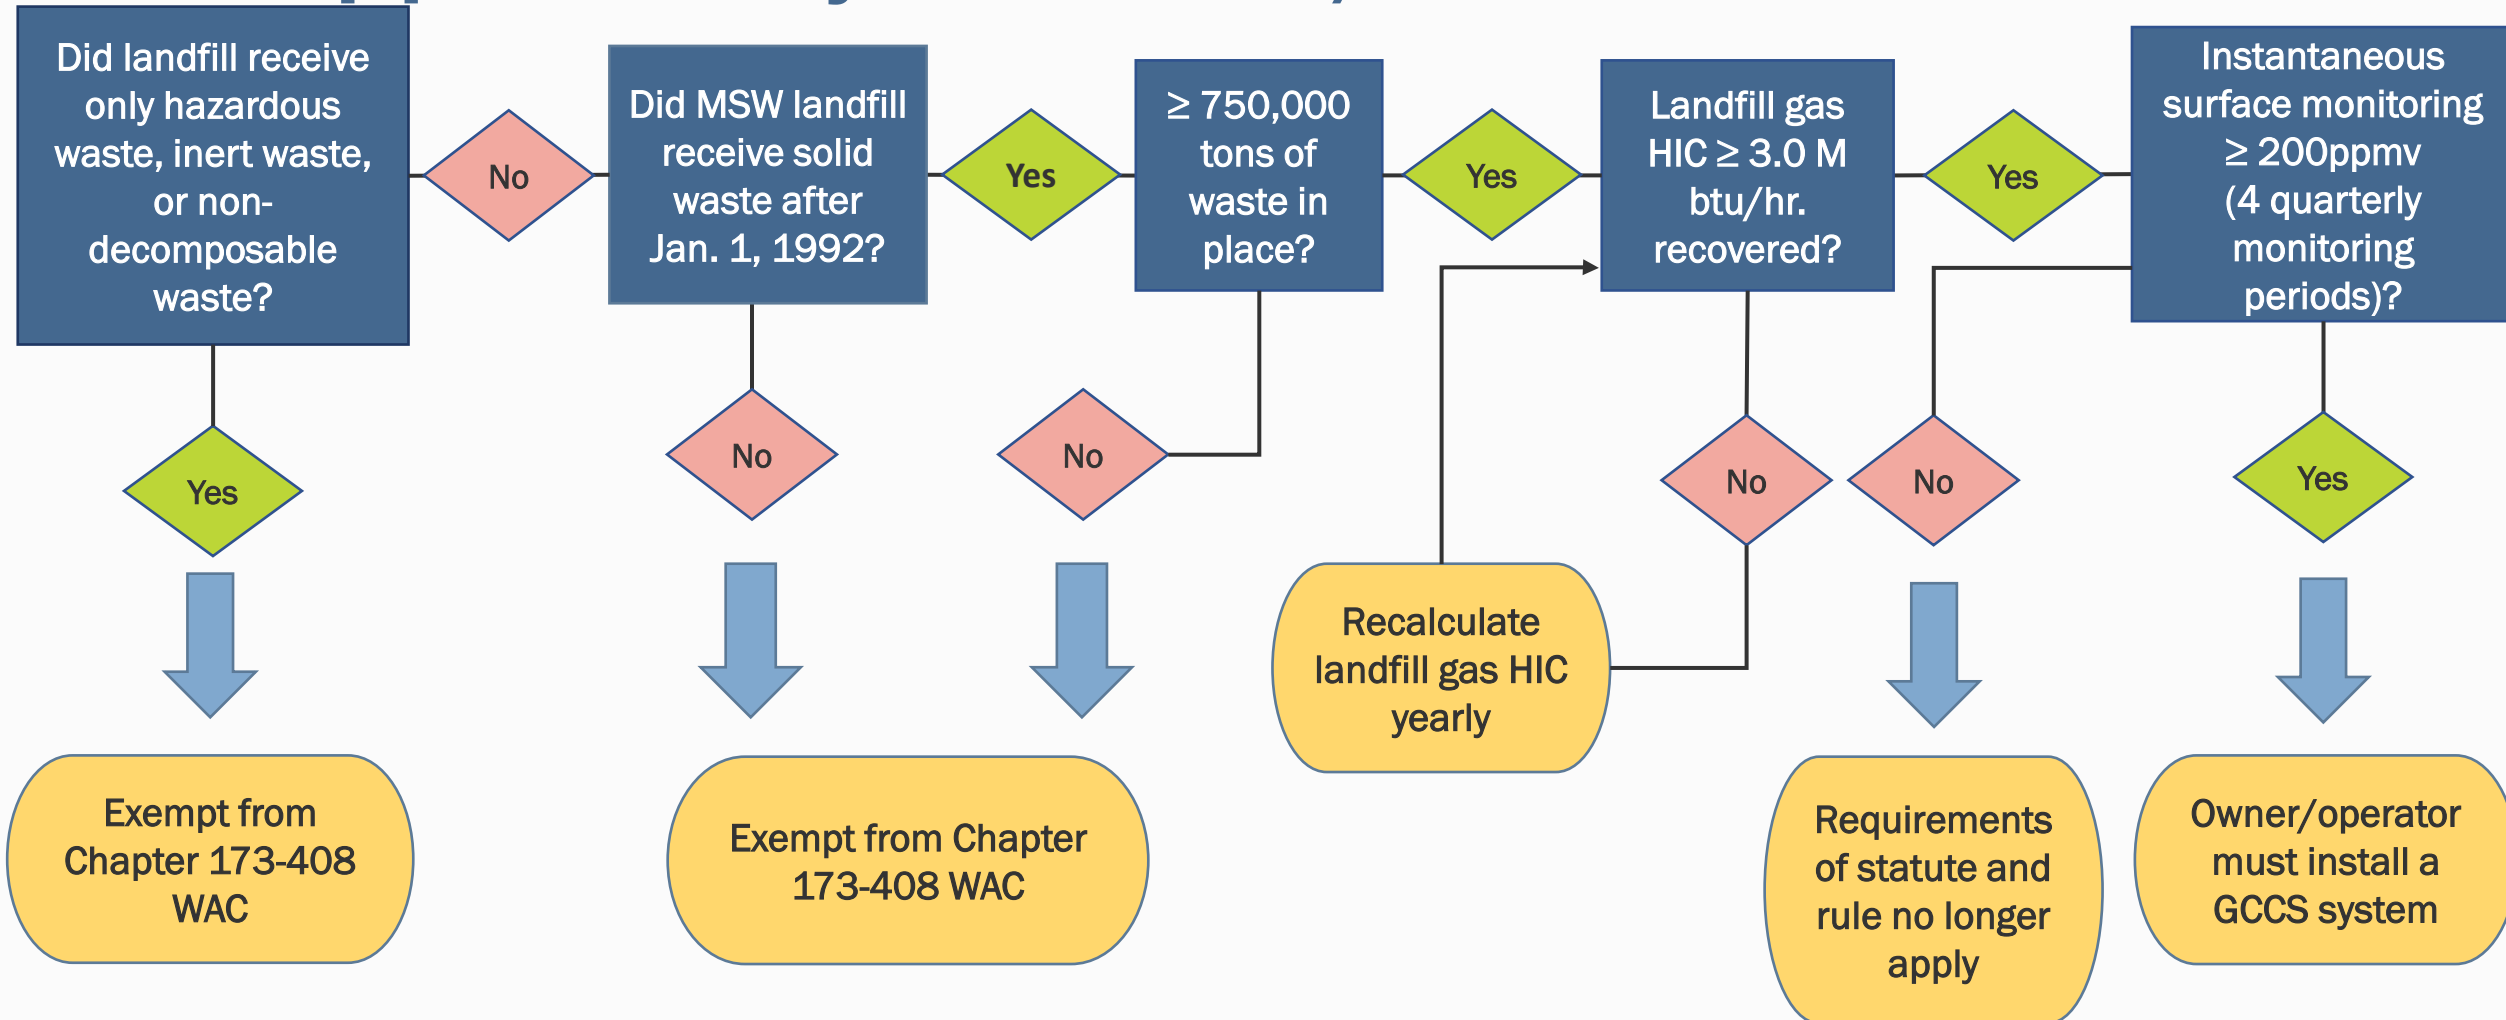 Did landfill receive
only hazardous
waste, inert waste,
or non-
decomposable
waste?
No
Did MSW landfill
receive solid
waste after
Jan. 1, 1992?
Yes
≥ 750,000
tons of
waste in
place?
Yes
Landfill gas
HIC ≥ 3.0 M
btu/hr.
recovered?
Yes
Instantaneous
surface monitoring
≥ 200ppmv
(4 quarterly
monitoring
periods)?
Yes
No
No
No
No
Yes
Recalculate
landfill gas HIC
yearly
Exempt from
Chapter 173-408
WAC
Exempt from Chapter
173-408 WAC
Requirements
of statute and
rule no longer
apply
Owner/operator
must install a
GCCS system